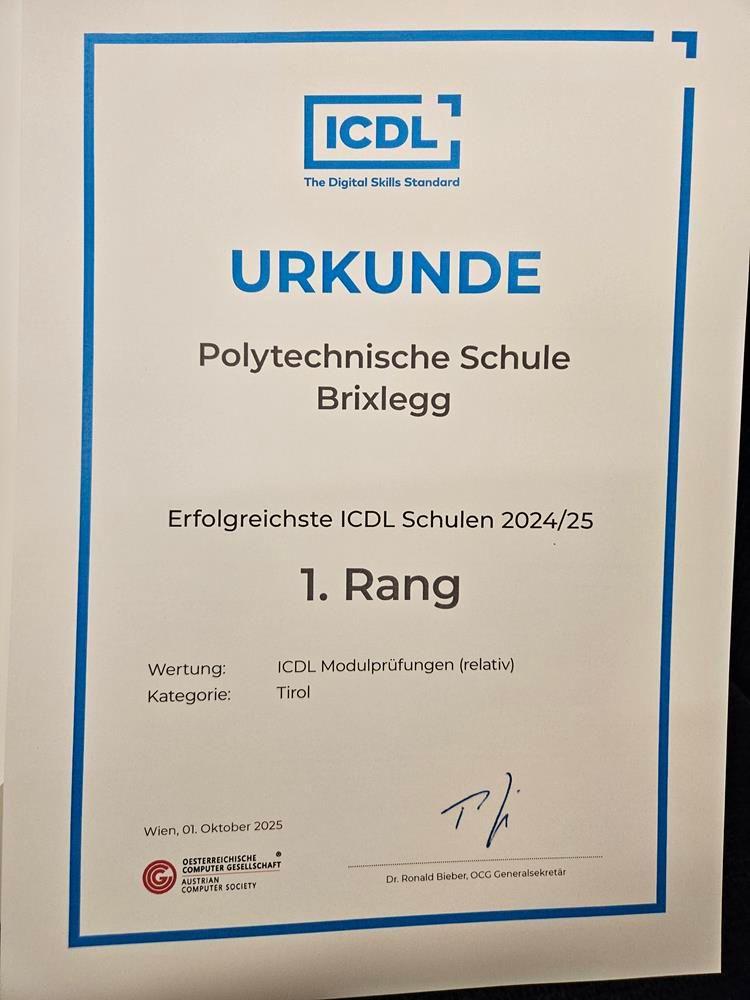 ICDL
The Digital Skills Standard
URKUNDE
Polytechnische Schule
Brixlegg
Erfolgreichste ICDL Schulen 2024/25
1. Rang
Wertung: ICDL Modulprüfungen (relativ)
Kategorie: Tirol
Wien, 01. Oktober 2025
OESTERREICHISCHE ®
COMPUTER GESELLSCHAFT
AUSTRIAN
COMPUTER SOCIETY
Dr. Ronald Bieber, OCG Generalsekretär